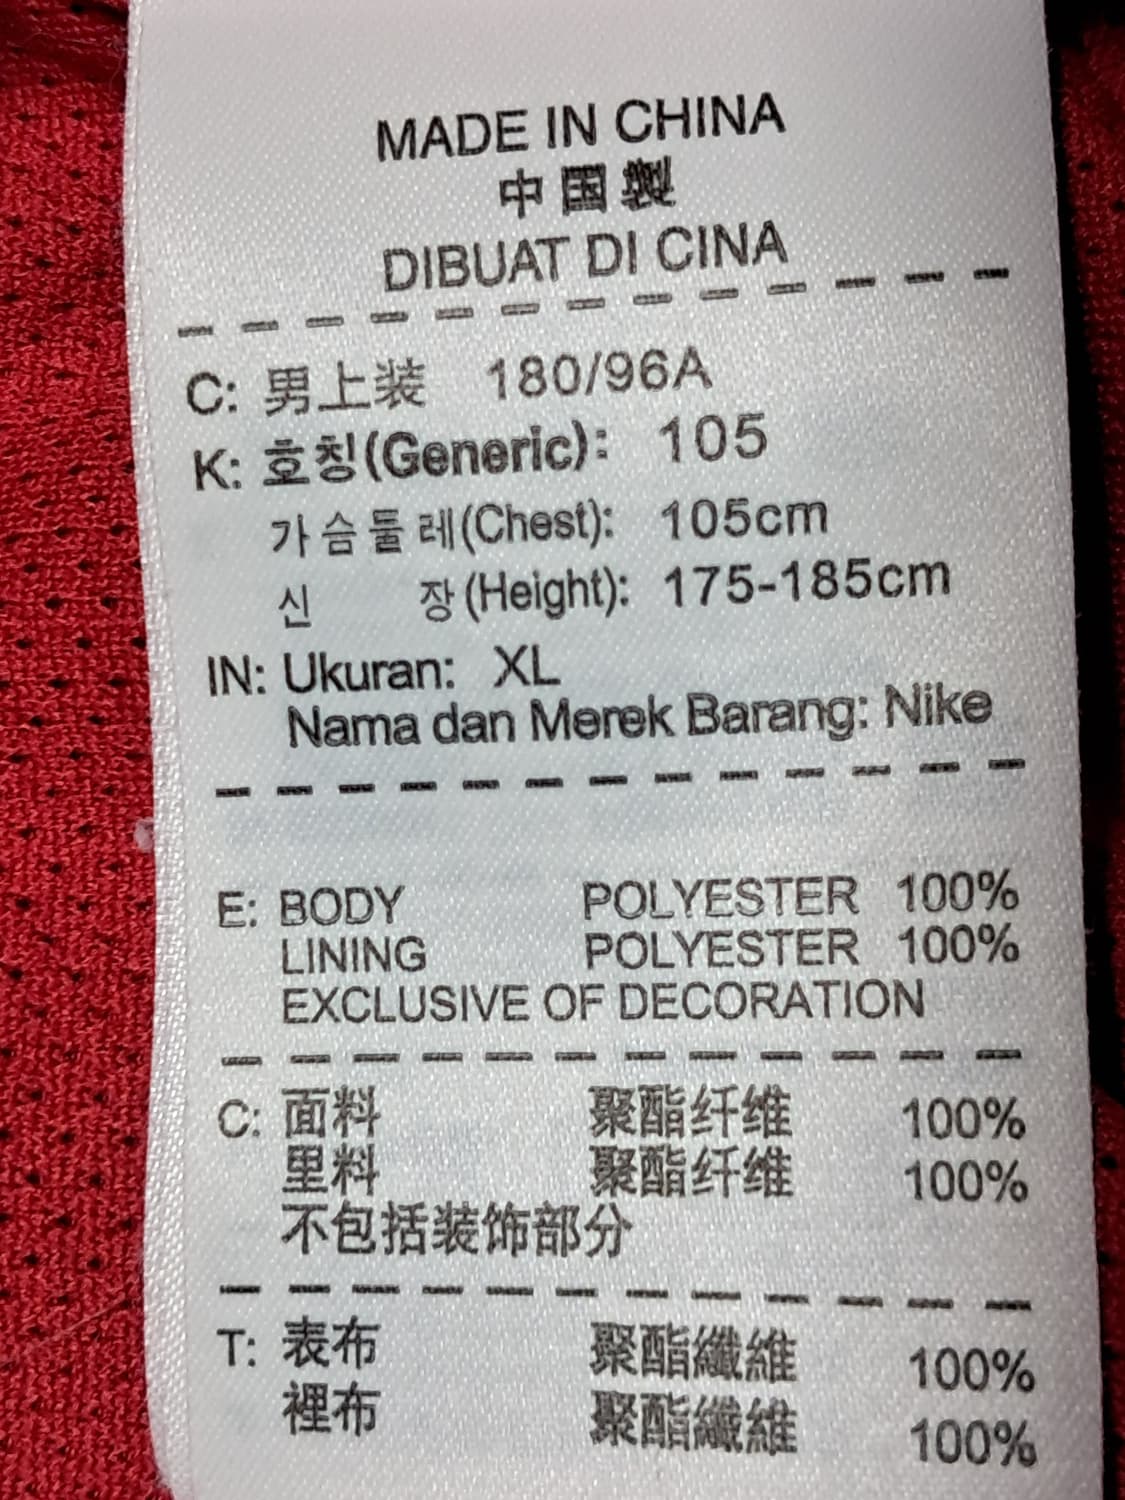 MADE IN CHINA
中国製
DIBUAT DI CINA
C: 男上装 180/96A
K: 호칭(Generic): 105
가슴둘레(Chest): 105cm
신 장(Height): 175-185cm
IN: Ukuran: XL
Nama dan Merek Barang: Nike
E: BODY POLYESTER 100%
LINING POLYESTER 100%
EXCLUSIVE OF DECORATION
C: 面料 聚酯纤维 100%
里料 聚酯纤维 100%
不包括装饰部分
T: 表布 聚酯纖維 100%
裡布 聚酯纖維 100%